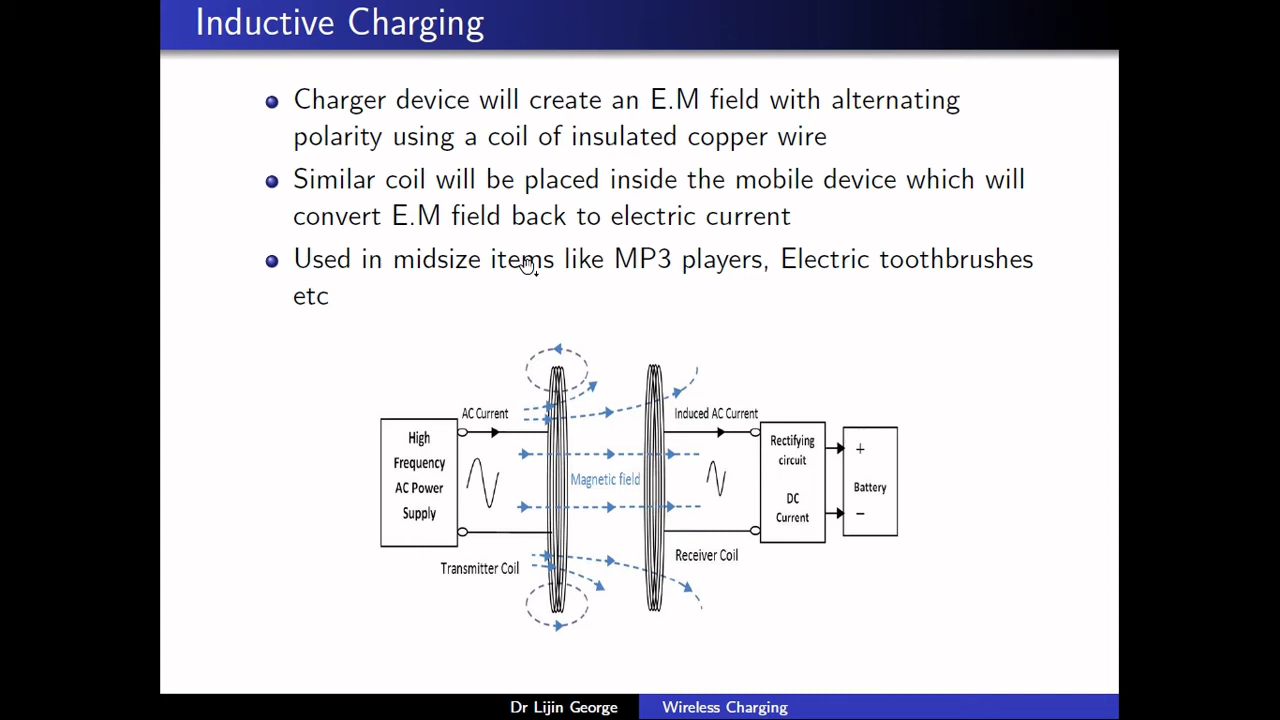 Inductive Charging
Charger device will create an E.M field with alternating
polarity using a coil of insulated copper wire
Similar coil will be placed inside the mobile device which will
convert E.M field back to electric current
Used in midsize items like MP3 players, Electric toothbrushes
etc
High
Frequency
AC Power
Supply
AC Current
Transmitter Coil
Magnetic field
Induced AC Current
Receiver Coil
Rectifying
circuit
DC
Current
+
Battery
−
Dr Lijin George
Wireless Charging